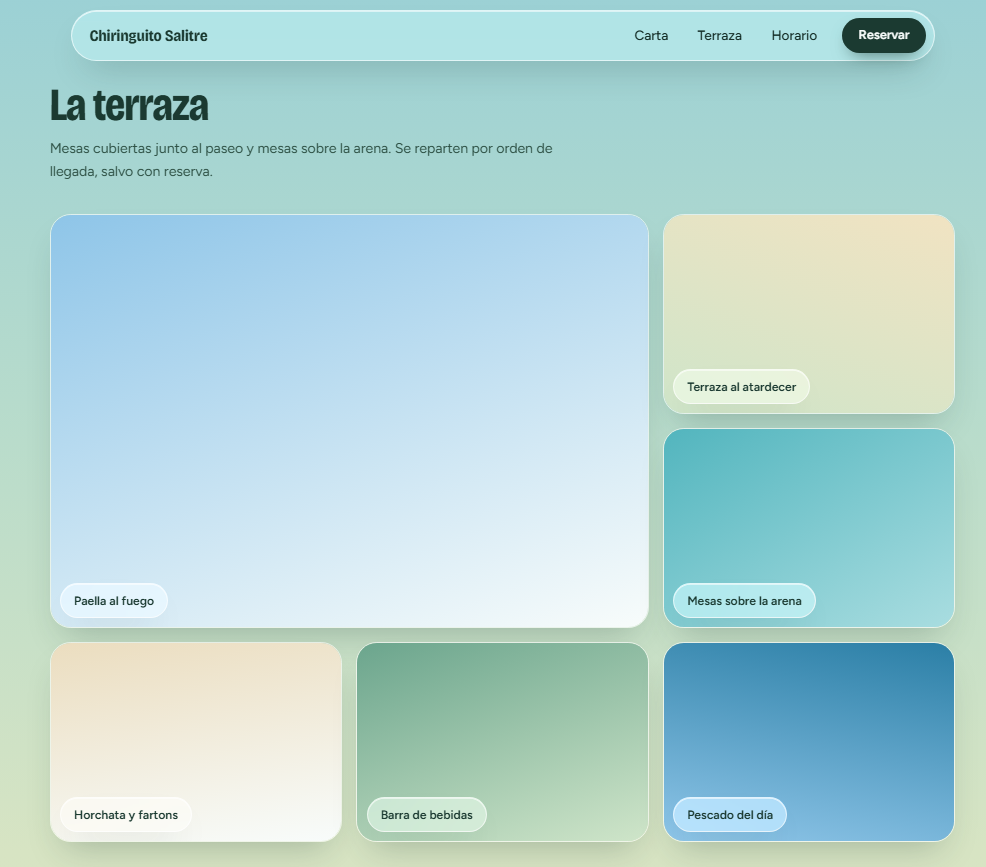 Chiringuito Salitre
Carta
Terraza
Horario
Reservar
La terraza
Mesas cubiertas junto al paseo y mesas sobre la arena. Se reparten por orden de
llegada, salvo con reserva.
Terraza al atardecer
Paella al fuego
Mesas sobre la arena
Horchata y fartons
Barra de bebidas
Pescado del día